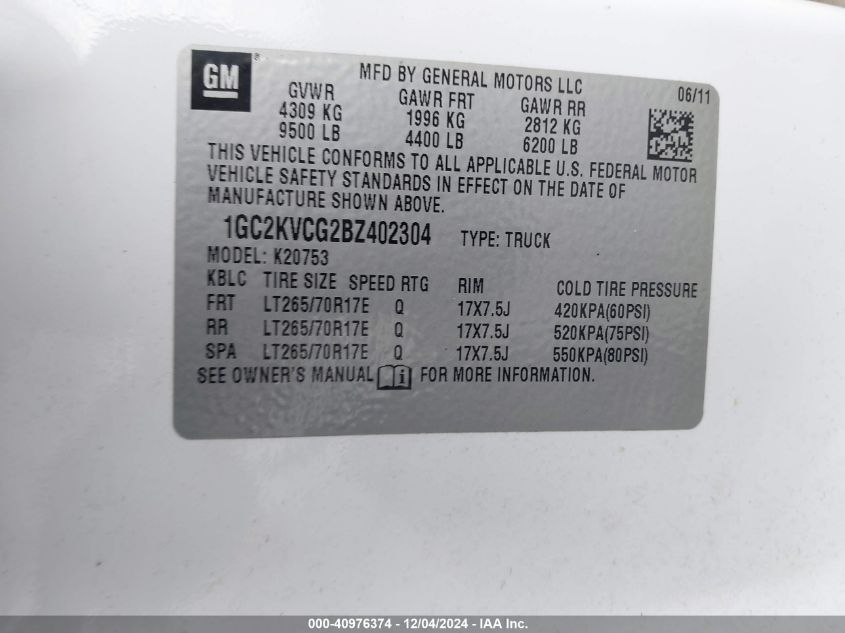 GM®
MFD BY GENERAL MOTORS LLC
06/11
GVWR GAWR FRT GAWR RR
4309 KG 1996 KG 2812 KG
9500 LB 4400 LB 6200 LB
THIS VEHICLE CONFORMS TO ALL APPLICABLE U.S. FEDERAL MOTOR
VEHICLE SAFETY STANDARDS IN EFFECT ON THE DATE OF
MANUFACTURE SHOWN ABOVE.
1GC2KVCG2BZ402304 TYPE: TRUCK
MODEL: K20753
KBLC TIRE SIZE SPEED RTG RIM COLD TIRE PRESSURE
FRT LT265/70R17E Q 17X7.5J 420KPA(60PSI)
RR LT265/70R17E Q 17X7.5J 520KPA(75PSI)
SPA LT265/70R17E Q 17X7.5J 550KPA(80PSI)
SEE OWNER'S MANUAL i FOR MORE INFORMATION.
000-40976374 - 12/04/2024 - IAA Inc.